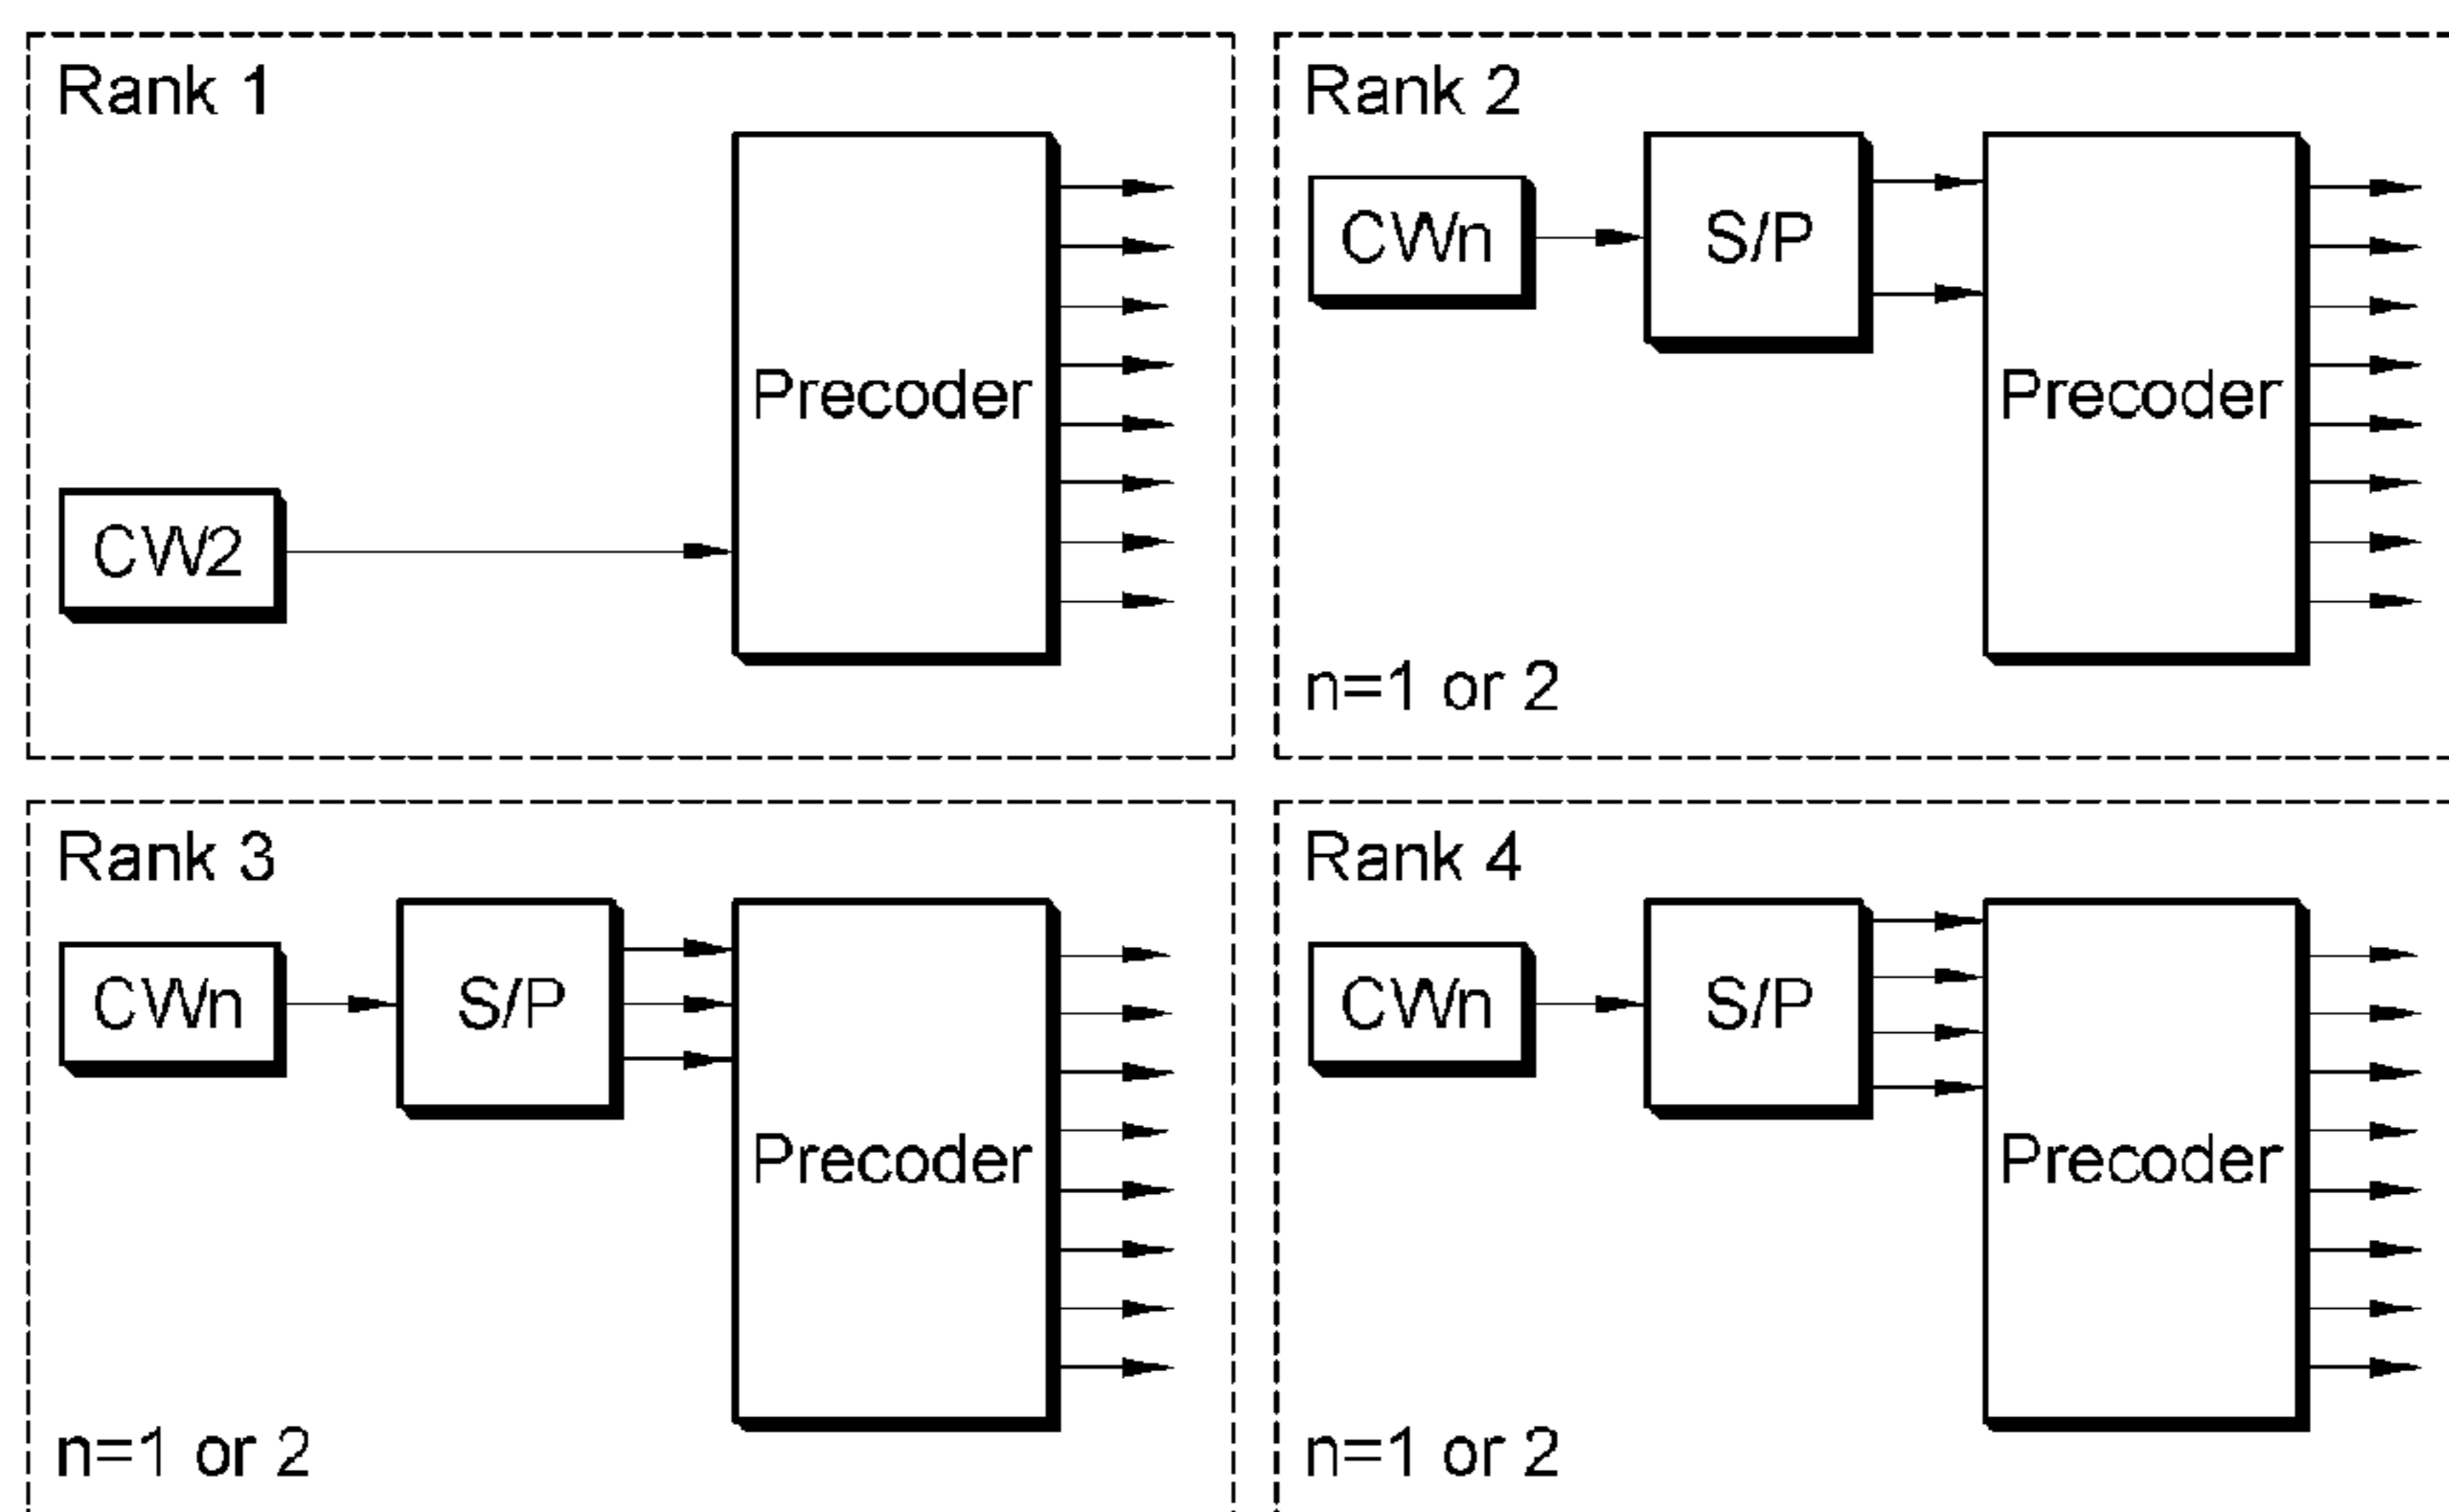 Rank 1
CW2
Precoder
Rank 2
CWn
S/P
Precoder
n=1 or 2
Rank 3
CWn
S/P
Precoder
n=1 or 2
Rank 4
CWn
S/P
Precoder
n=1 or 2